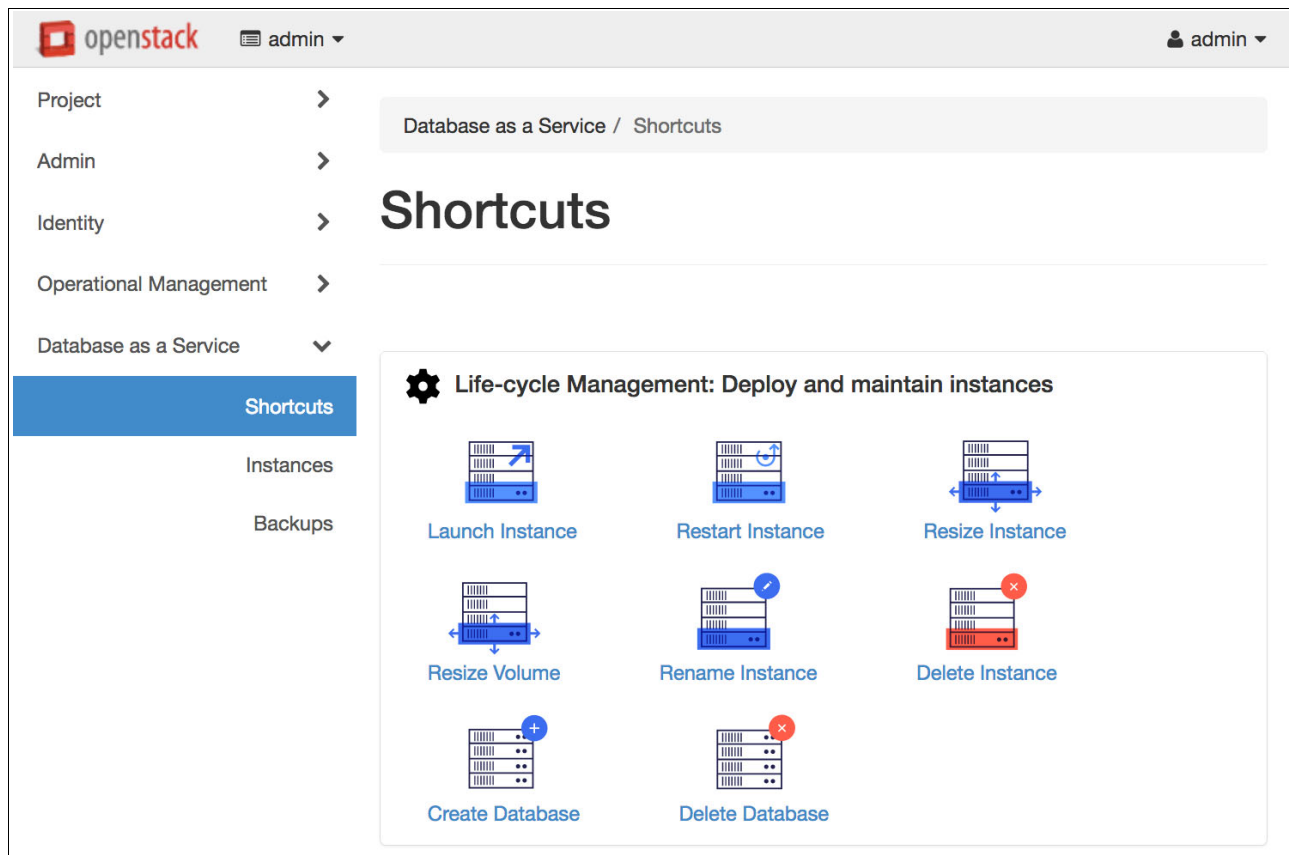 openstack admin admin
Project
Admin
Identity
Operational Management
Database as a Service
Shortcuts
Instances
Backups
Database as a Service / Shortcuts
Shortcuts
Life-cycle Management: Deploy and maintain instances
Launch Instance Restart Instance Resize Instance
Resize Volume Rename Instance Delete Instance
Create Database Delete Database